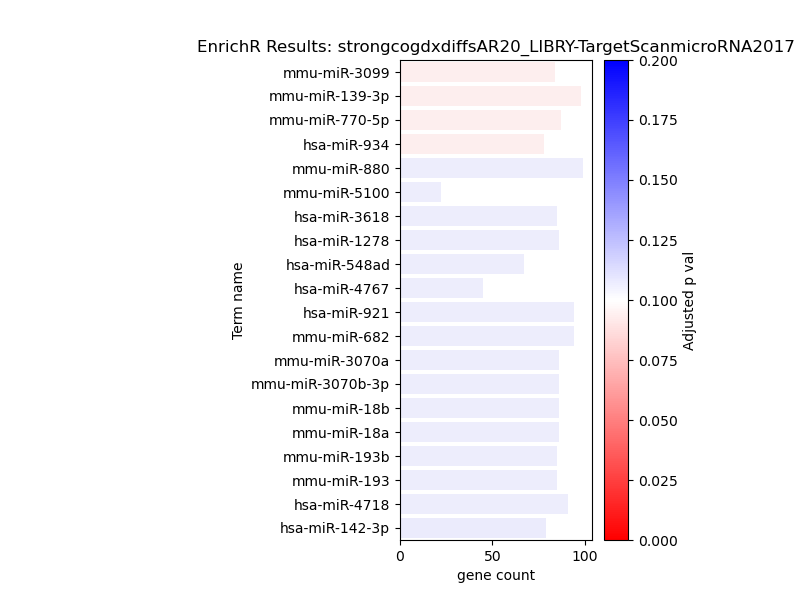 EnrichR Results: strongcogdxdiffsAR20_LIBRY-TargetScanmicroRNA2017
mmu-miR-3099
mmu-miR-139-3p
mmu-miR-770-5p
hsa-miR-934
mmu-miR-880
mmu-miR-5100
hsa-miR-3618
hsa-miR-1278
hsa-miR-548ad
hsa-miR-4767
hsa-miR-921
mmu-miR-682
mmu-miR-3070a
mmu-miR-3070b-3p
mmu-miR-18b
mmu-miR-18a
mmu-miR-193b
mmu-miR-193
hsa-miR-4718
hsa-miR-142-3p
Term name
0 50 100
gene count
0.200
0.175
0.150
0.125
0.100
0.075
0.050
0.025
0.000
Adjusted p val